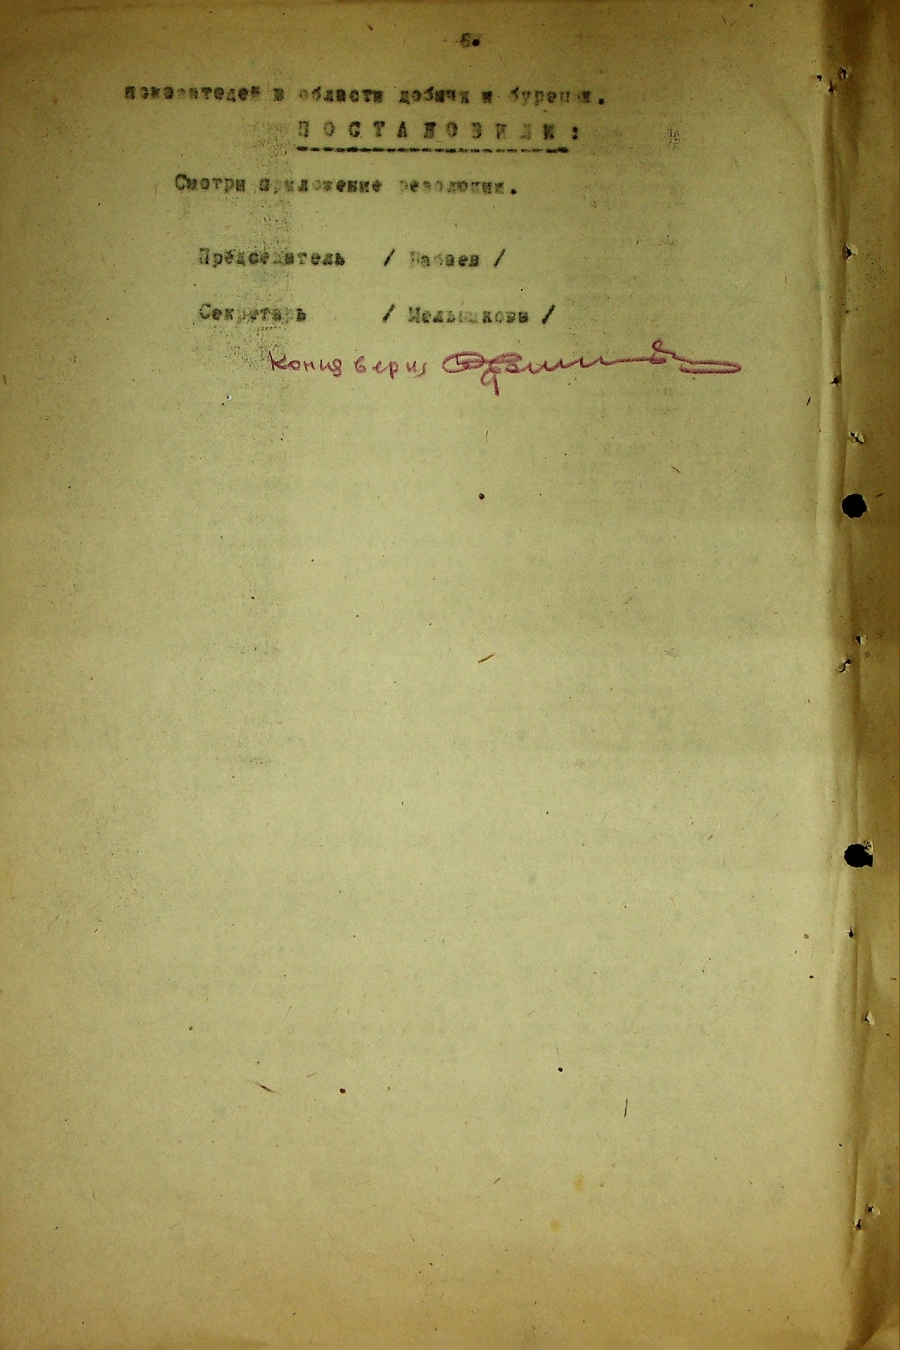 6.
показателей в области добычи и бурения.
ПОСТАНОВИЛИ:
Смотри приложение резолюции.
Председатель / Бабаев /
Секретарь / Мельникова /
Копия верна